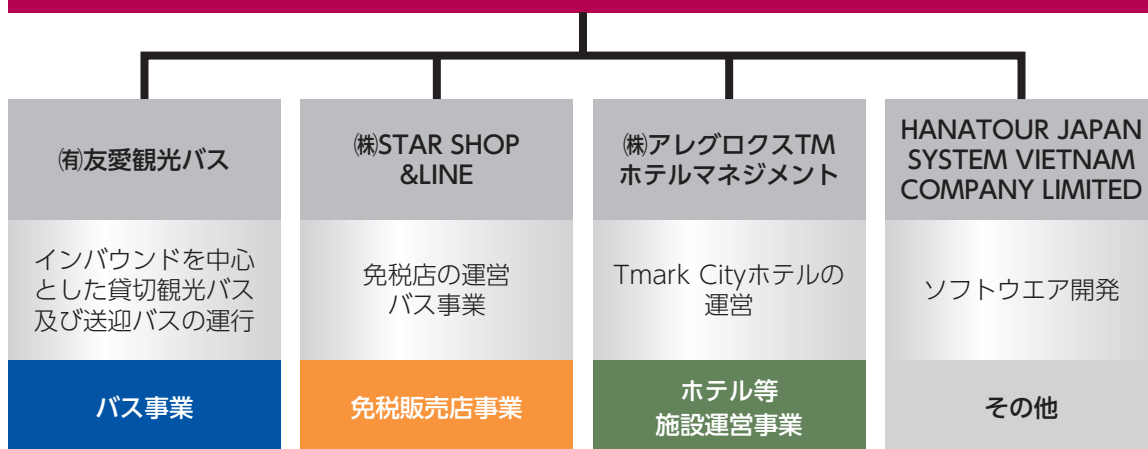 ㈲友愛観光バス
インバウンドを中心
とした貸切観光バス
及び送迎バスの運行
バス事業
㈱STAR SHOP
&LINE
免税店の運営
バス事業
免税販売店事業
㈱アレグロクスTM
ホテルマネジメント
Tmark Cityホテルの
運営
ホテル等
施設運営事業
HANATOUR JAPAN
SYSTEM VIETNAM
COMPANY LIMITED
ソフトウエア開発
その他